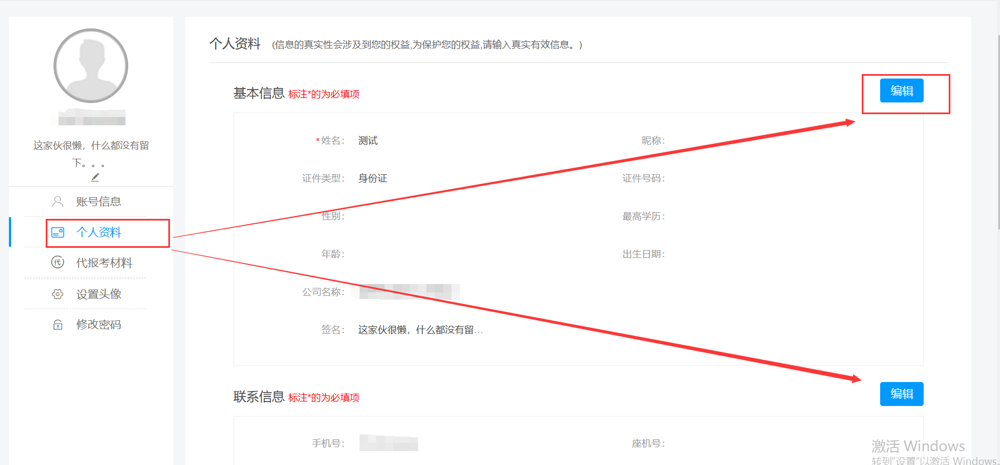 这家伙很懒，什么都没有留
下。。。
账号信息
个人资料
代 代报考材料
设置头像
修改密码
个人资料 (信息的真实性会涉及到您的权益,为保护您的权益,请输入真实有效信息。)
基本信息 标注*的为必填项 编辑
*姓名: 测试 昵称:
证件类型: 身份证 证件号码:
性别: 最高学历:
年龄: 出生日期:
公司名称:
签名: 这家伙很懒，什么都没有留...
联系信息 标注*的为必填项 编辑
手机号: 座机号:
激活 Windows
转到"设置"以激活 Windows。